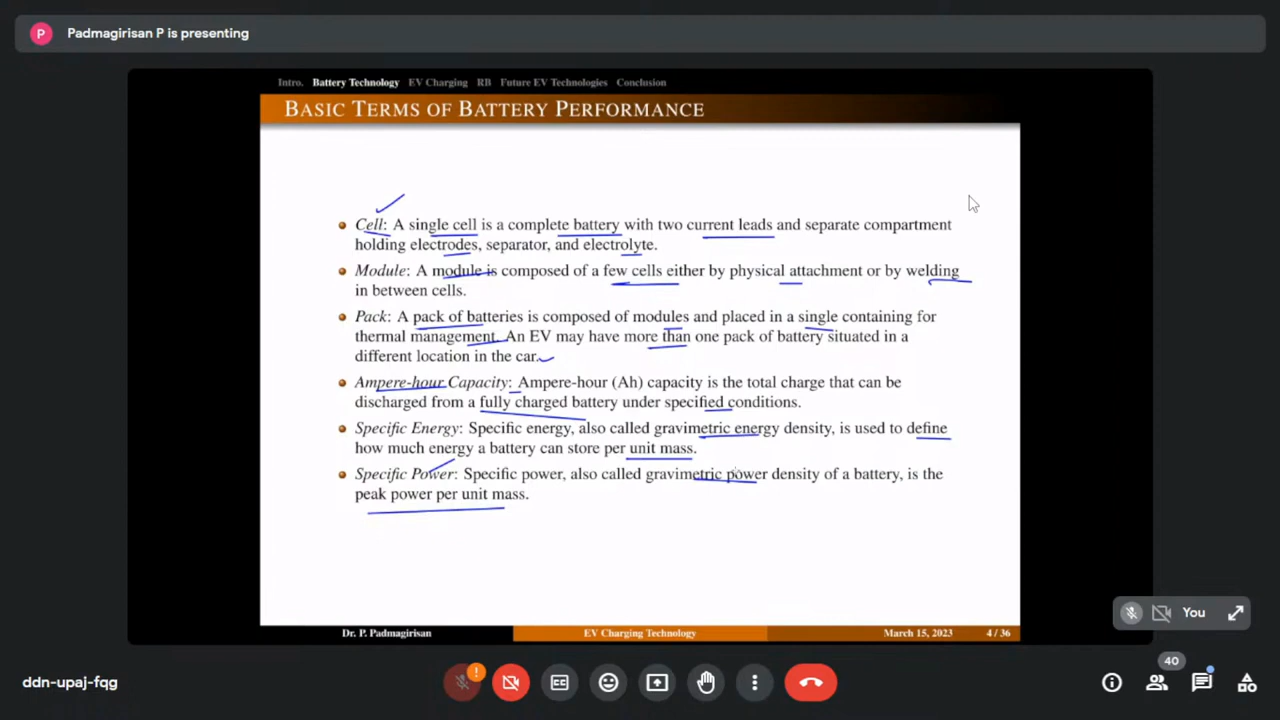 P
Padmagirisan P is presenting
Intro. Battery Technology EV Charging RB Future EV Technologies Conclusion
BASIC TERMS OF BATTERY PERFORMANCE
Cell: A single cell is a complete battery with two current leads and separate compartment
holding electrodes, separator, and electrolyte.
Module: A module is composed of a few cells either by physical attachment or by welding
in between cells.
Pack: A pack of batteries is composed of modules and placed in a single containing for
thermal management. An EV may have more than one pack of battery situated in a
different location in the car.
Ampere-hour Capacity: Ampere-hour (Ah) capacity is the total charge that can be
discharged from a fully charged battery under specified conditions.
Specific Energy: Specific energy, also called gravimetric energy density, is used to define
how much energy a battery can store per unit mass.
Specific Power: Specific power, also called gravimetric power density of a battery, is the
peak power per unit mass.
You
Dr. P. Padmagirisan EV Charging Technology March 15, 2023 4 / 36
ddn-upaj-fqg
!
CC
40